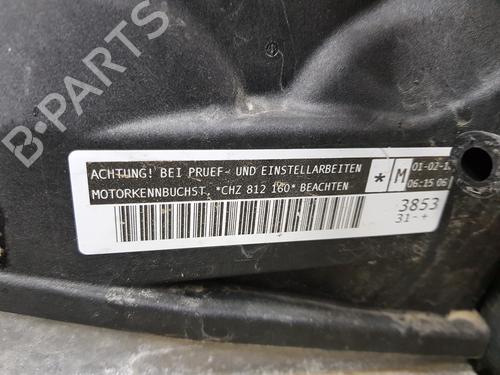 B-PARTS
ACHTUNG! BEI PRUEF- UND EINSTELLARBEITEN
MOTORKENNBUCHST. *CHZ 812 160* BEACHTEN
* M
01-02-1
06:15 06
3853
31-+